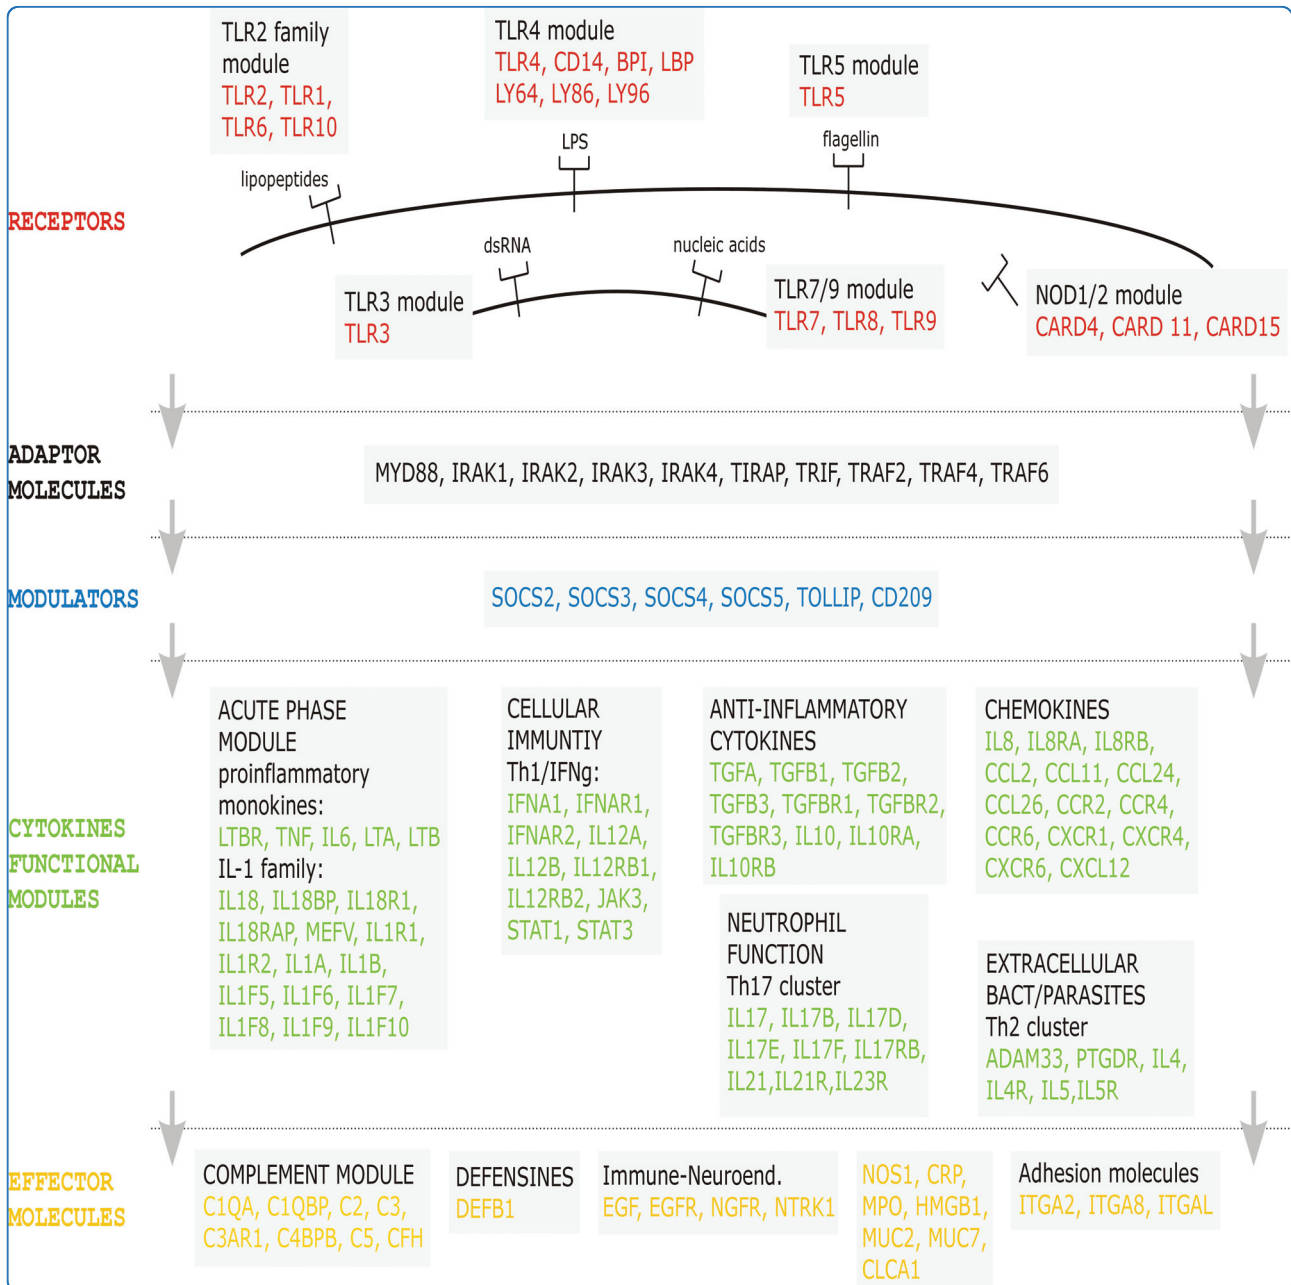 TLR2 family
module
TLR2, TLR1,
TLR6, TLR10
TLR4 module
TLR4, CD14, BPI, LBP
LY64, LY86, LY96
TLR5 module
TLR5
lipopeptides
LPS
flagellin
RECEPTORS
dsRNA
nucleic acids
TLR3 module
TLR3
TLR7/9 module
TLR7, TLR8, TLR9
NOD1/2 module
CARD4, CARD 11, CARD15
ADAPTOR
MOLECULES
MYD88, IRAK1, IRAK2, IRAK3, IRAK4, TIRAP, TRIF, TRAF2, TRAF4, TRAF6
MODULATORS
SOCS2, SOCS3, SOCS4, SOCS5, TOLLIP, CD209
CYTOKINES
FUNCTIONAL
MODULES
ACUTE PHASE
MODULE
proinflammatory
monokines:
LTBR, TNF, IL6, LTA, LTB
IL-1 family:
IL18, IL18BP, IL18R1,
IL18RAP, MEFV, IL1R1,
IL1R2, IL1A, IL1B,
IL1F5, IL1F6, IL1F7,
IL1F8, IL1F9, IL1F10
CELLULAR
IMMUNTIY
Th1/IFNg:
IFNA1, IFNAR1,
IFNAR2, IL12A,
IL12B, IL12RB1,
IL12RB2, JAK3,
STAT1, STAT3
ANTI-INFLAMMATORY
CYTOKINES
TGFA, TGFB1, TGFB2,
TGFB3, TGFBR1, TGFBR2,
TGFBR3, IL10, IL10RA,
IL10RB
NEUTROPHIL
FUNCTION
Th17 cluster
IL17, IL17B, IL17D,
IL17E, IL17F, IL17RB,
IL21,IL21R,IL23R
CHEMOKINES
IL8, IL8RA, IL8RB,
CCL2, CCL11, CCL24,
CCL26, CCR2, CCR4,
CCR6, CXCR1, CXCR4,
CXCR6, CXCL12
EXTRACELLULAR
BACT/PARASITES
Th2 cluster
ADAM33, PTGDR, IL4,
IL4R, IL5,IL5R
EFFECTOR
MOLECULES
COMPLEMENT MODULE
C1QA, C1QBP, C2, C3,
C3AR1, C4BPB, C5, CFH
DEFENSINES
DEFB1
Immune-Neuroend.
EGF, EGFR, NGFR, NTRK1
NOS1, CRP,
MPO, HMGB1,
MUC2, MUC7,
CLCA1
Adhesion molecules
ITGA2, ITGA8, ITGAL